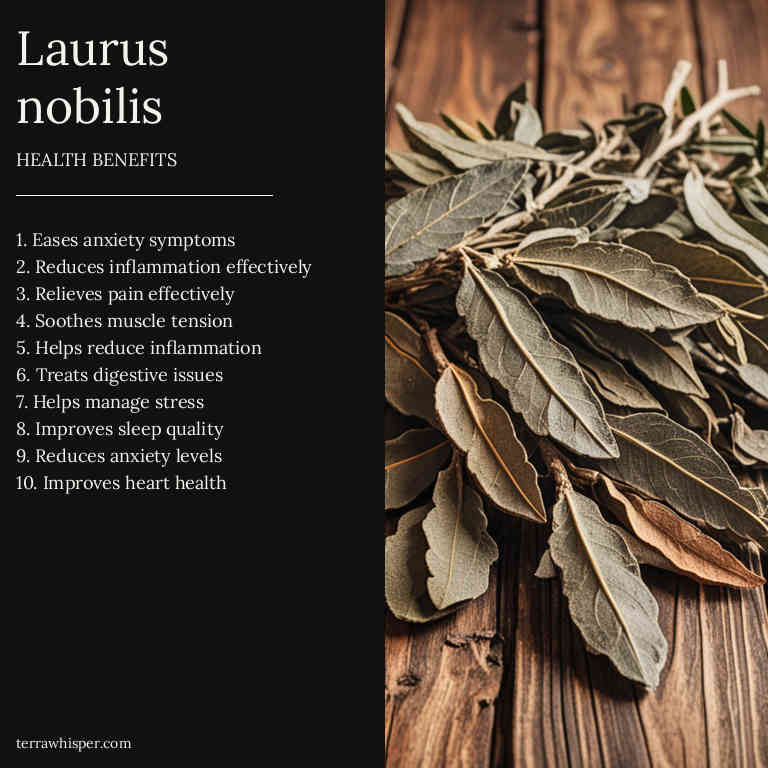 Laurus
nobilis
HEALTH BENEFITS
1. Eases anxiety symptoms
2. Reduces inflammation effectively
3. Relieves pain effectively
4. Soothes muscle tension
5. Helps reduce inflammation
6. Treats digestive issues
7. Helps manage stress
8. Improves sleep quality
9. Reduces anxiety levels
10. Improves heart health
terrawhisper.com